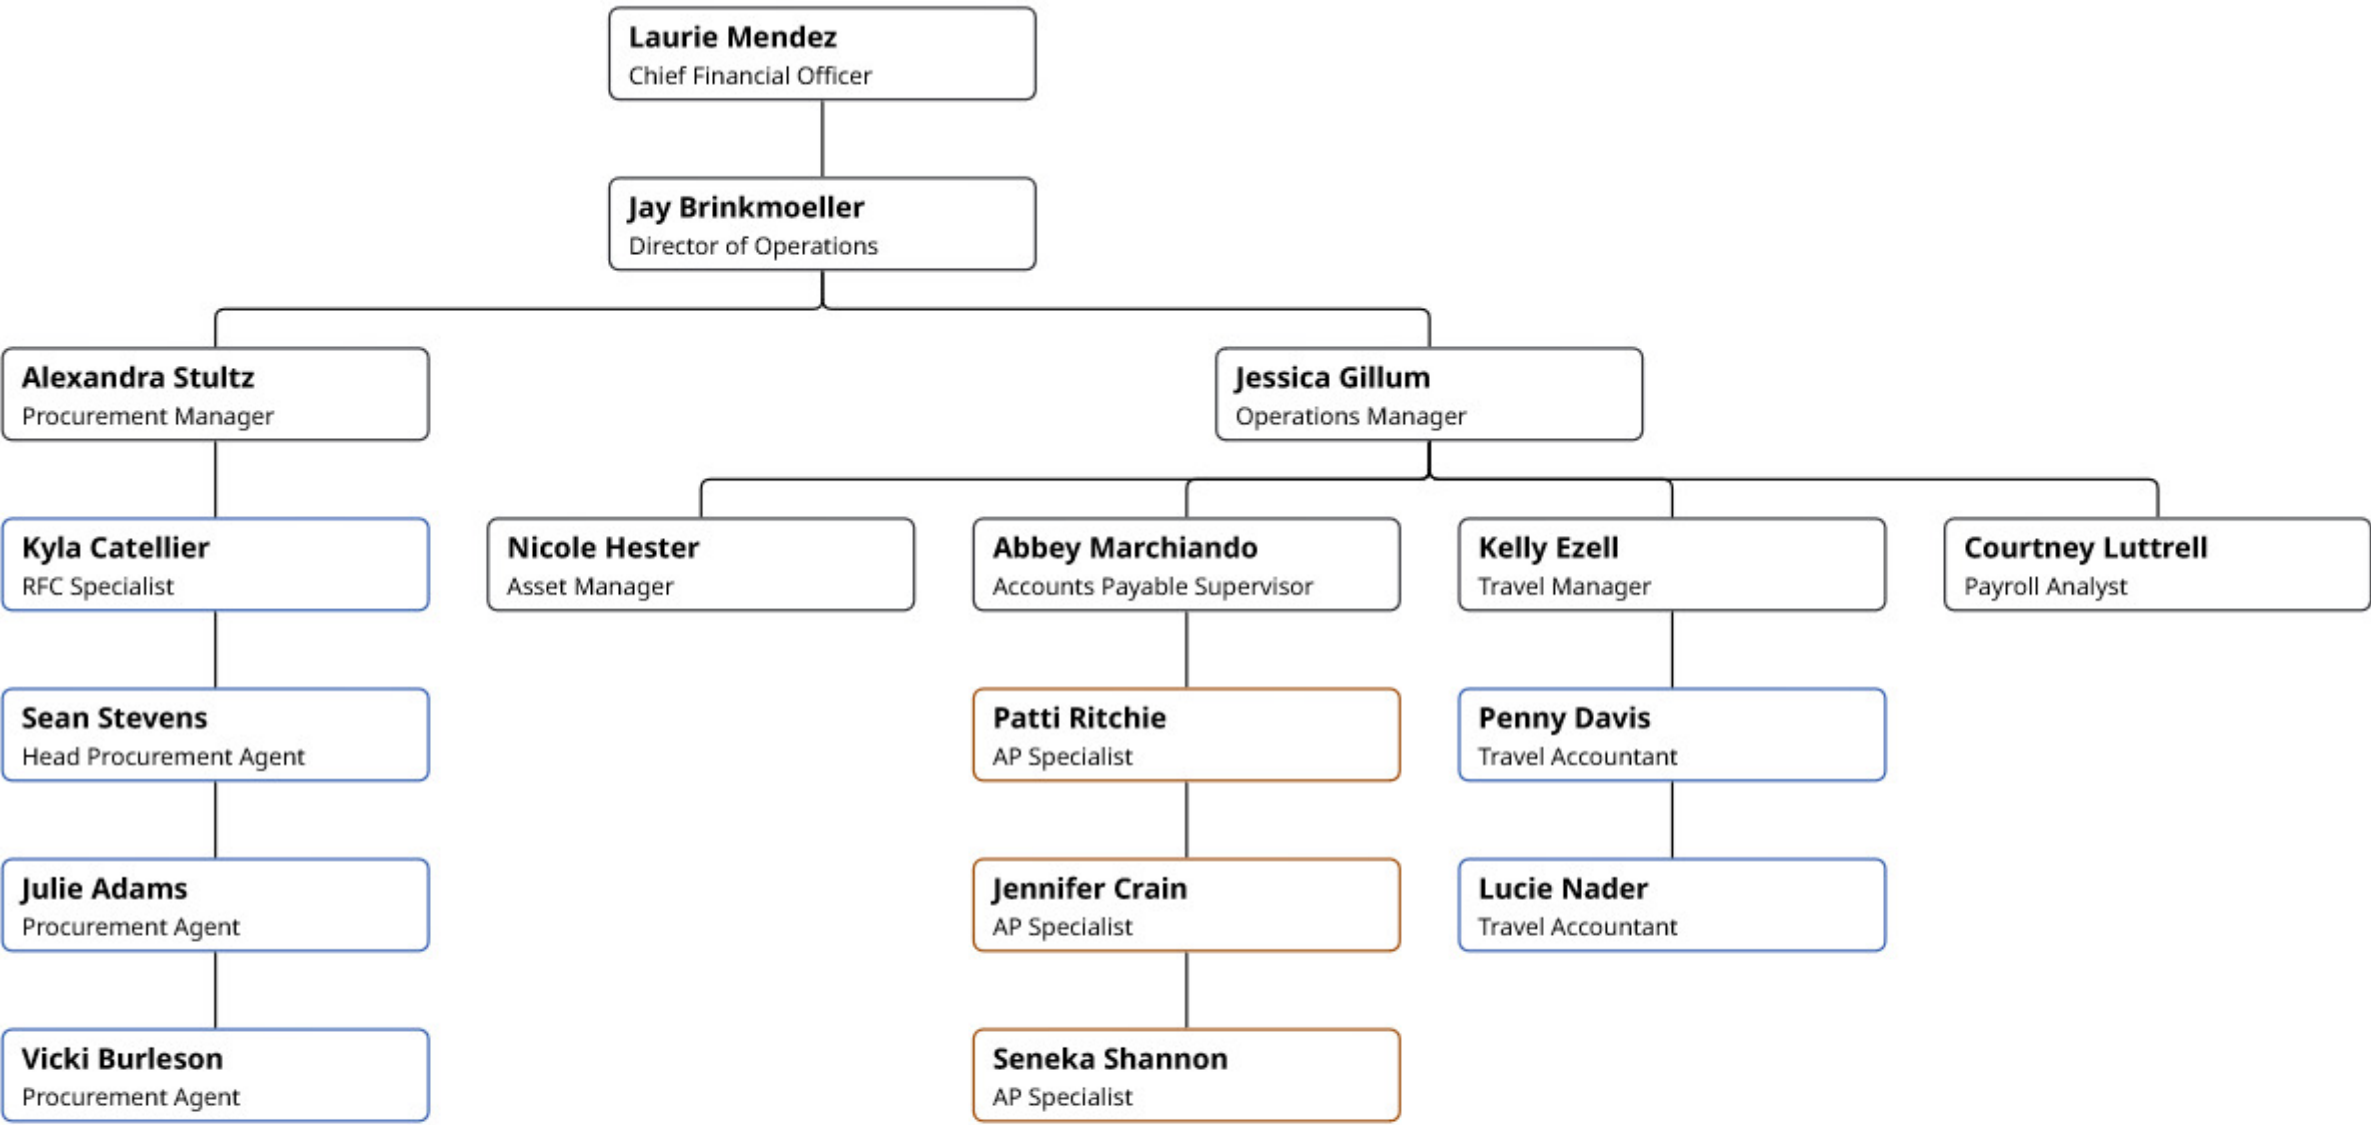 Laurie Mendez
Chief Financial Officer
Jay Brinkmoeller
Director of Operations
Alexandra Stultz
Procurement Manager
Jessica Gillum
Operations Manager
Kyla Catellier
RFC Specialist
Nicole Hester
Asset Manager
Abbey Marchiando
Accounts Payable Supervisor
Kelly Ezell
Travel Manager
Courtney Luttrell
Payroll Analyst
Sean Stevens
Head Procurement Agent
Patti Ritchie
AP Specialist
Penny Davis
Travel Accountant
Julie Adams
Procurement Agent
Jennifer Crain
AP Specialist
Lucie Nader
Travel Accountant
Vicki Burleson
Procurement Agent
Seneka Shannon
AP Specialist